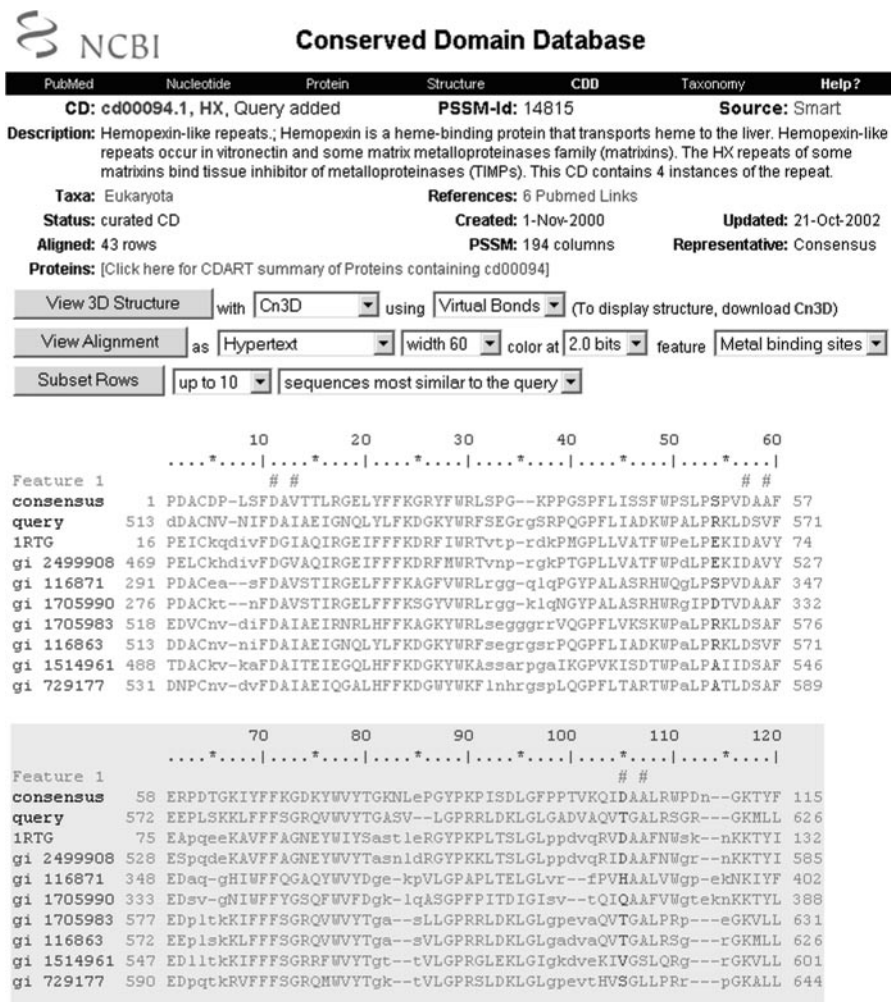 NCBI
Conserved Domain Database
PubMed Nucleotide Protein Structure CDD Taxonomy Help?
CD: cd00094.1, HX, Query added PSSM-Id: 14815 Source: Smart
Description: Hemopexin-like repeats.; Hemopexin is a heme-binding protein that transports heme to the liver. Hemopexin-like
repeats occur in vitronectin and some matrix metalloproteinases family (matrixins). The HX repeats of some
matrixins bind tissue inhibitor of metalloproteinases (TIMPs). This CD contains 4 instances of the repeat.
Taxa: Eukaryota References: 6 Pubmed Links
Status: curated CD Created: 1-Nov-2000 Updated: 21-Oct-2002
Aligned: 43 rows PSSM: 194 columns Representative: Consensus
Proteins: [Click here for CDART summary of Proteins containing cd00094]
View 3D Structure with Cn3D using Virtual Bonds (To display structure, download Cn3D)
View Alignment as Hypertext width 60 color at 2.0 bits feature Metal binding sites
Subset Rows up to 10 sequences most similar to the query
10 20 30 40 50 60
....*....|....*....|....*....|....*....|....*....|....*....|
Feature 1 # # # #
consensus 1 PDACDP-LSFDAVTTLRGELYFFKGRYFWRLSPG--KPPGSPFLISSFWPSLPSPVDAAF 57
query 513 dDACNV-NIFDAIAEIGNQLYLFKDGKYWRFSEGrgSRPQGPFLIADKWPALPRKLDSVF 571
1RTG 16 PEICkqdivFDGIAQIRGEIFFFKDRFIWRTvtp-rdkPMGPLLVATFWPeLPEKIDAVY 74
gi 2499908 469 PELCkhdivFDGVAQIRGEIFFFKDRFMWRTvnp-rgkPTGPLLVATFWPdLPEKIDAVY 527
gi 116871 291 PDACea--sFDAVSTIRGELFFFKAGFVWRLrgg-qlqPGYPALASRHWQgLPSPVDAAF 347
gi 1705990 276 PDACkt--nFDAVSTIRGELFFFKSGYVWRLrgg-klqNGYPALASRHWRgIPDTVDAAF 332
gi 1705983 518 EDVCnv-diFDAIAEIRNRLHFFKAGKYWRLsegggrrVQGPFLVKSKWPaLPRKLDSAF 576
gi 116863 513 DDACnv-niFDAIAEIGNQLYLFKDGKYWRFsegrgsrPQGPFLIADKWPaLPRKLDSVF 571
gi 1514961 488 TDACkv-kaFDAITEIEGQLHFFKDGKYWKAssarpgaIKGPVKISDTWPaLPAIIDSAF 546
gi 729177 531 DNPCnv-dvFDAIAEIQGALHFFKDGWYWKFlnhrgspLQGPFLTARTWPaLPATLDSAF 589
70 80 90 100 110 120
....*....|....*....|....*....|....*....|....*....|....*....|
Feature 1 # #
consensus 58 ERPDTGKIYFFKGDKYWVYTGKNLePGYPKPISDLGFPPTVKQIDAALRWPDn--GKTYF 115
query 572 EEPLSKKLFFFSGRQVWVYTGASV--LGPRRLDKLGLGADVAQVTGALRSGR---GKMLL 626
1RTG 75 EApqeeKAVFFAGNEYWIYSastleRGYPKPLTSLGLppdvqRVDAAFNWsk--nKKTYI 132
gi 2499908 528 ESpqdeKAVFFAGNEYWVYTasnldRGYPKKLTSLGLppdvqRIDAAFNWgr--nKKTYI 585
gi 116871 348 EDaq-gHIWFFQGAQYWVYDge-kpVLGPAPLTELGLvr--fPVHAALVWgp-ekNKIYF 402
gi 1705990 333 EDsv-gNIWFFYGSQFWVFDgk-lqASGPFPITDIGIsv--tQIQAAFVWgteknKKTYL 388
gi 1705983 577 EDpltkKIFFFSGRQVWVYTga--sLLGPRRLDKLGLgpevaQVTGALPRp---eGKVLL 631
gi 116863 572 EEplskKLFFFSGRQVWVYTga--sVLGPRRLDKLGLgadvaQVTGALRSg---rGKMLL 626
gi 1514961 547 EDlltkKIFFFSGRRFWVYTgt--tVLGPRGLEKLGIgkdveKIVGSLQRg---rGKVLL 601
gi 729177 590 EDpqtkRVFFFSGRQMWVYTgk--tVLGPRSLDKLGLgpevtHVSGLLPRr---pGKALL 644